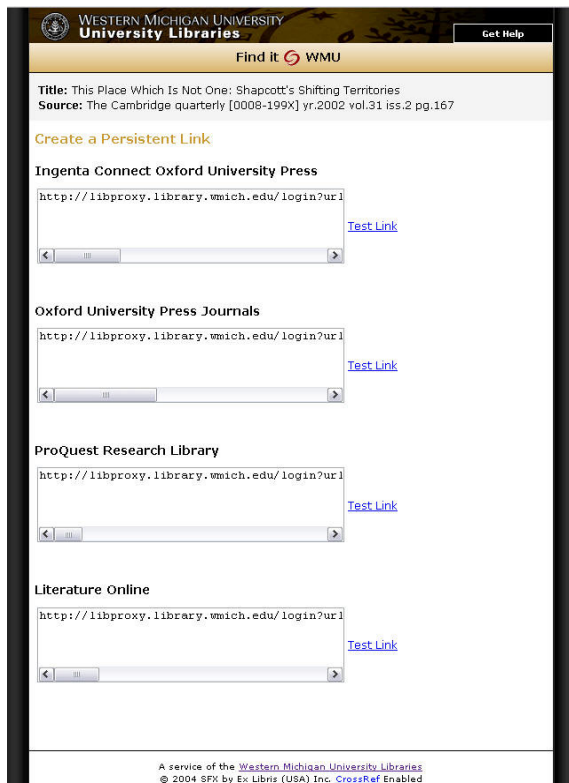 WESTERN MICHIGAN UNIVERSITY
University Libraries
Get Help
Find it WMU
Title: This Place Which Is Not One: Shapcott's Shifting Territories
Source: The Cambridge quarterly [0008-199X] yr.2002 vol.31 iss.2 pg.167
Create a Persistent Link
Ingenta Connect Oxford University Press
http://libproxy.library.wmich.edu/login?url
Test Link
Oxford University Press Journals
http://libproxy.library.wmich.edu/login?url
Test Link
ProQuest Research Library
http://libproxy.library.wmich.edu/login?url
Test Link
Literature Online
http://libproxy.library.wmich.edu/login?url
Test Link
A service of the Western Michigan University Libraries
© 2004 SFX by Ex Libris (USA) Inc. CrossRef Enabled